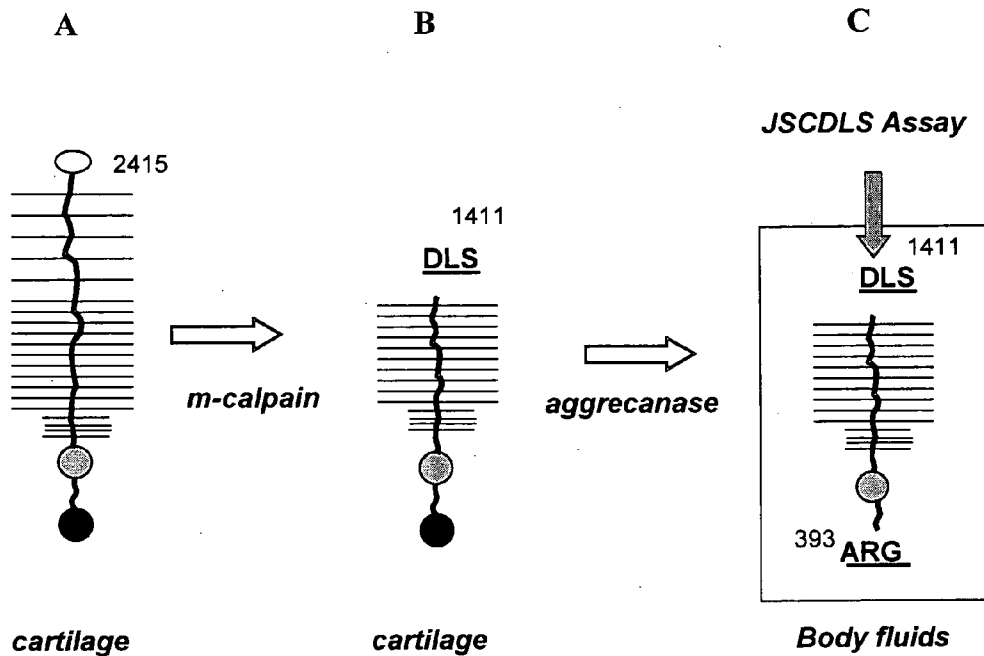 A
B
C
JSCDLS Assay
2415
1411
DLS
1411
DLS
m-calpain
aggrecanase
393 ARG
cartilage
cartilage
Body fluids